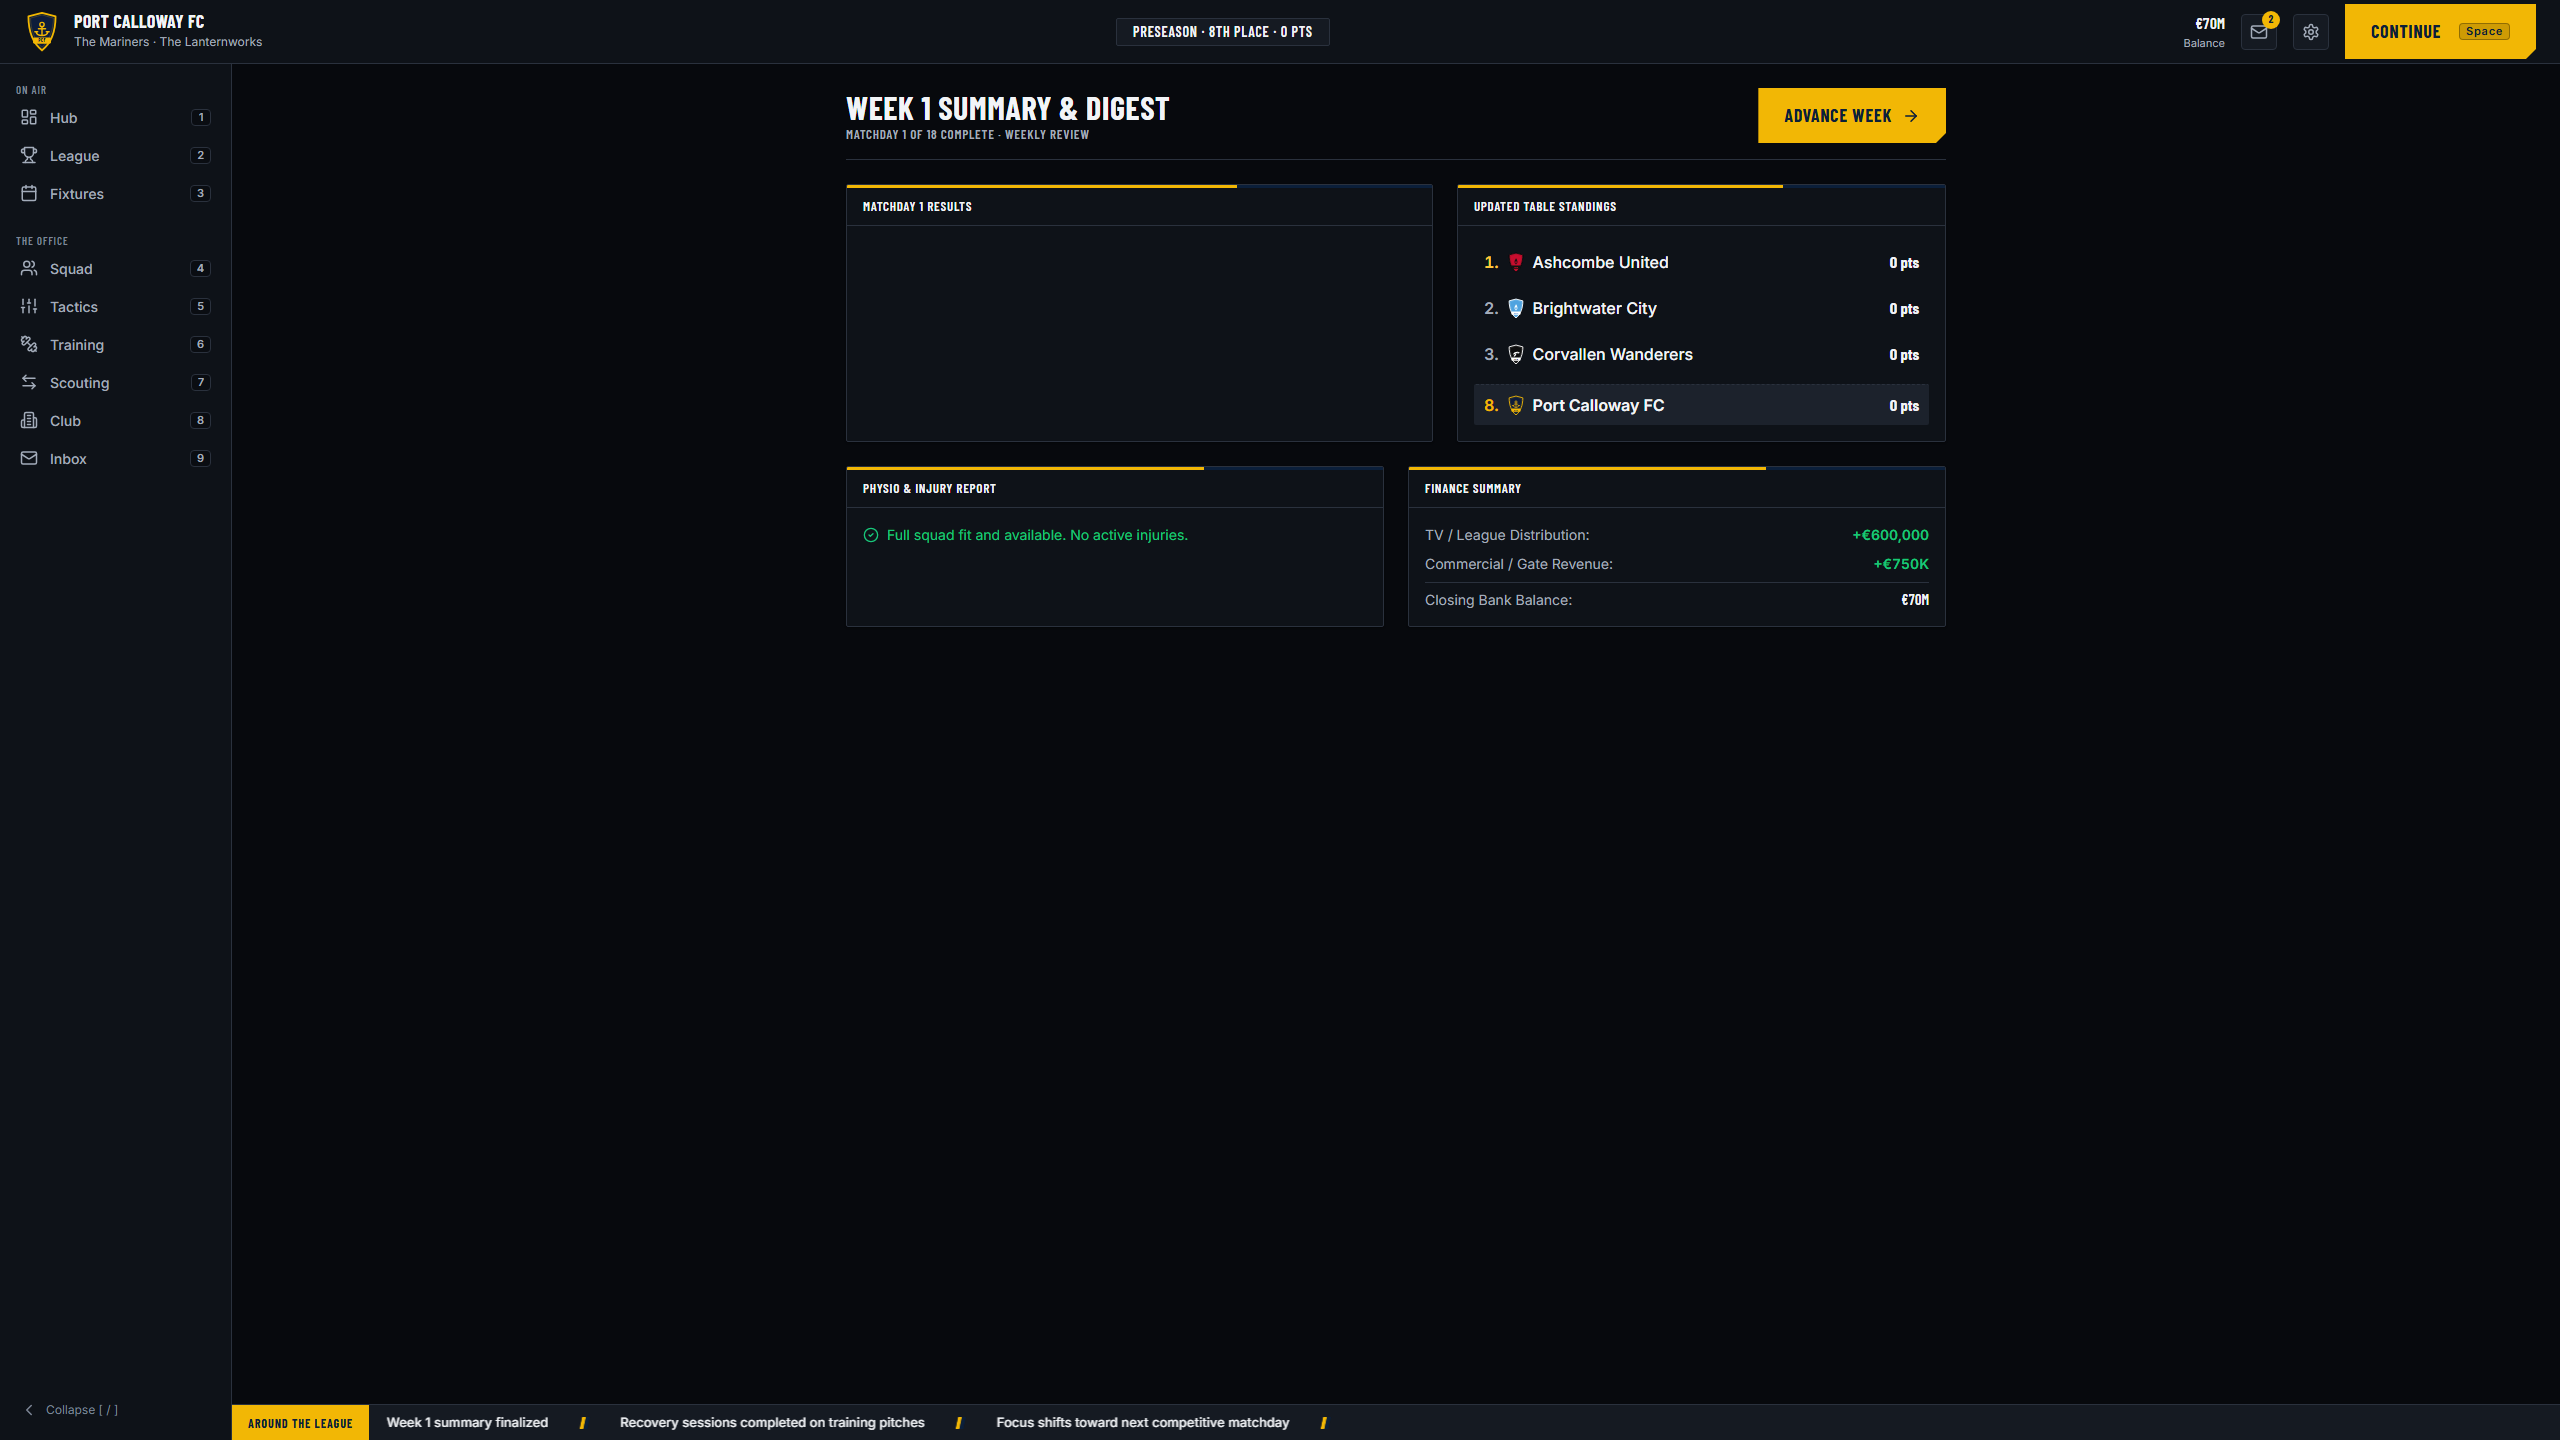 PORT CALLOWAY FC
The Mariners · The Lanternworks
PRESEASON · 8TH PLACE · 0 PTS
€70M
Balance
2
CONTINUE Space
ON AIR
Hub 1
League 2
Fixtures 3
THE OFFICE
Squad 4
Tactics 5
Training 6
Scouting 7
Club 8
Inbox 9
Collapse [ / ]
WEEK 1 SUMMARY & DIGEST
MATCHDAY 1 OF 18 COMPLETE · WEEKLY REVIEW
ADVANCE WEEK
MATCHDAY 1 RESULTS
UPDATED TABLE STANDINGS
1. Ashcombe United 0 pts
2. Brightwater City 0 pts
3. Corvallen Wanderers 0 pts
8. Port Calloway FC 0 pts
PHYSIO & INJURY REPORT
Full squad fit and available. No active injuries.
FINANCE SUMMARY
TV / League Distribution: +€600,000
Commercial / Gate Revenue: +€750K
Closing Bank Balance: €70M
AROUND THE LEAGUE Week 1 summary finalized / Recovery sessions completed on training pitches / Focus shifts toward next competitive matchday /